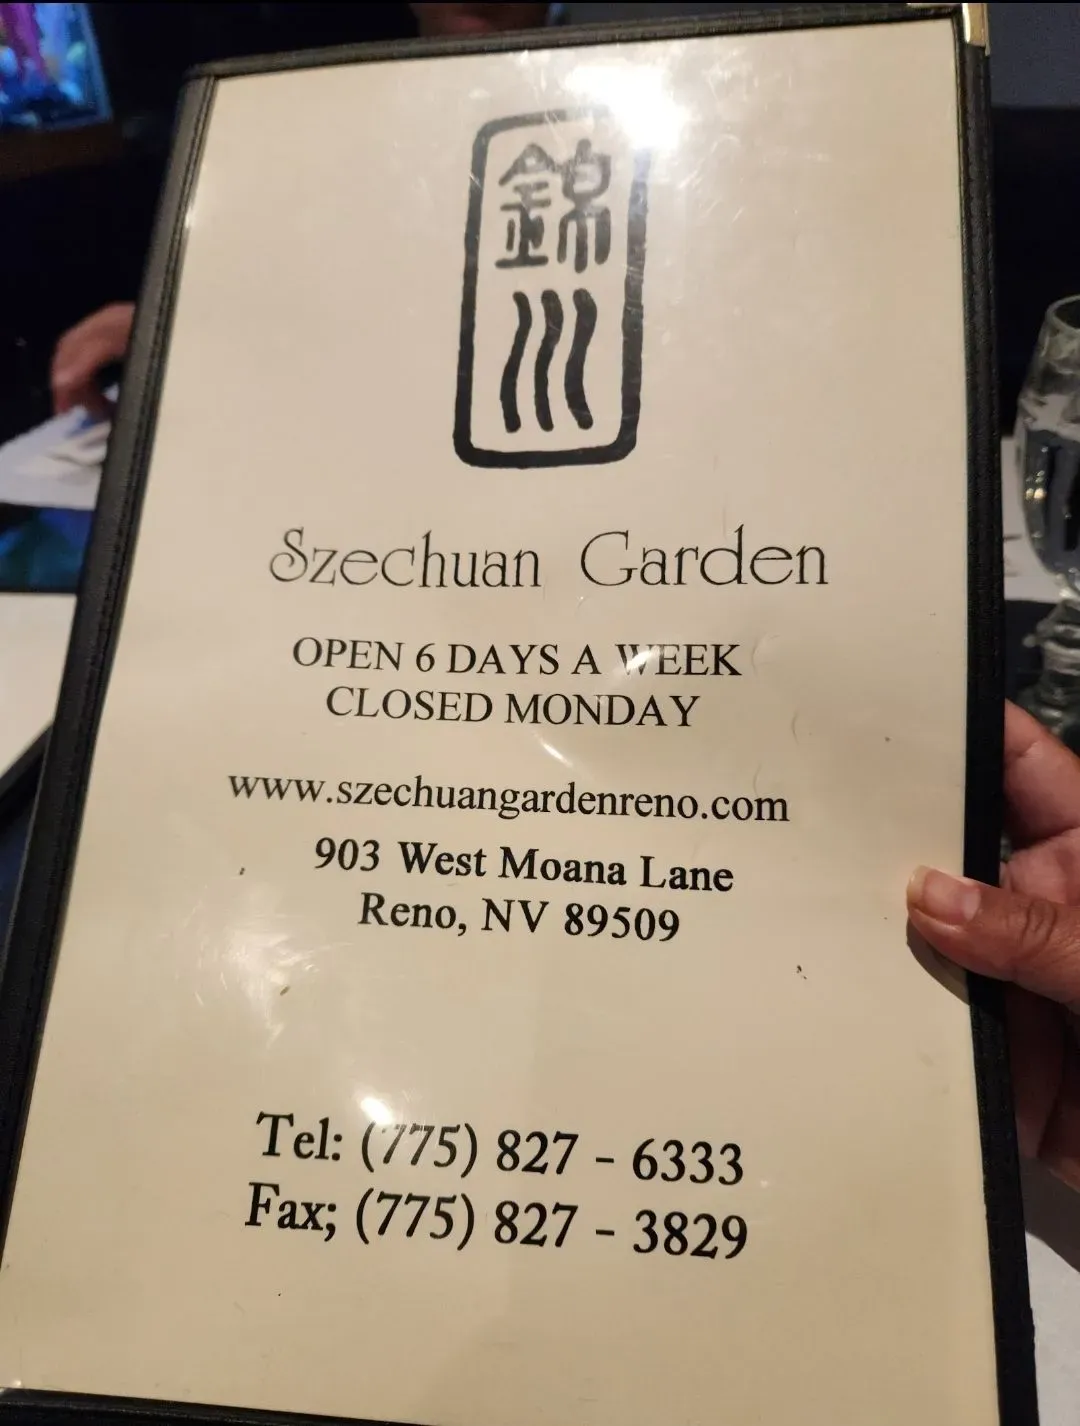 錦
川
Szechuan Garden
OPEN 6 DAYS A WEEK
CLOSED MONDAY
www.szechuangardenreno.com
903 West Moana Lane
Reno, NV 89509
Tel: (775) 827 - 6333
Fax; (775) 827 - 3829